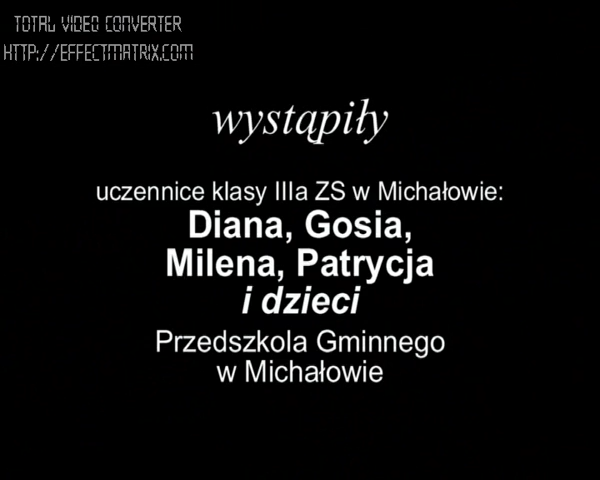 TOTAL VIDEO CONVERTER
HTTP://EFFECTMATRIX.COM
wystąpiły
uczennice klasy IIIa ZS w Michałowie:
Diana, Gosia,
Milena, Patrycja
i dzieci
Przedszkola Gminnego
w Michałowie